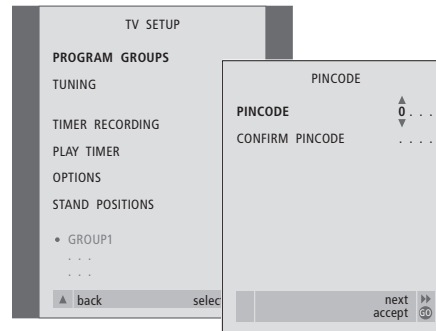 TV SETUP
PROGRAM GROUPS
TUNING
TIMER RECORDING
PLAY TIMER
OPTIONS
STAND POSITIONS
• GROUP1
. . .
. . .
back selec
PINCODE
PINCODE 0 . . .
CONFIRM PINCODE . . . .
next
accept GO